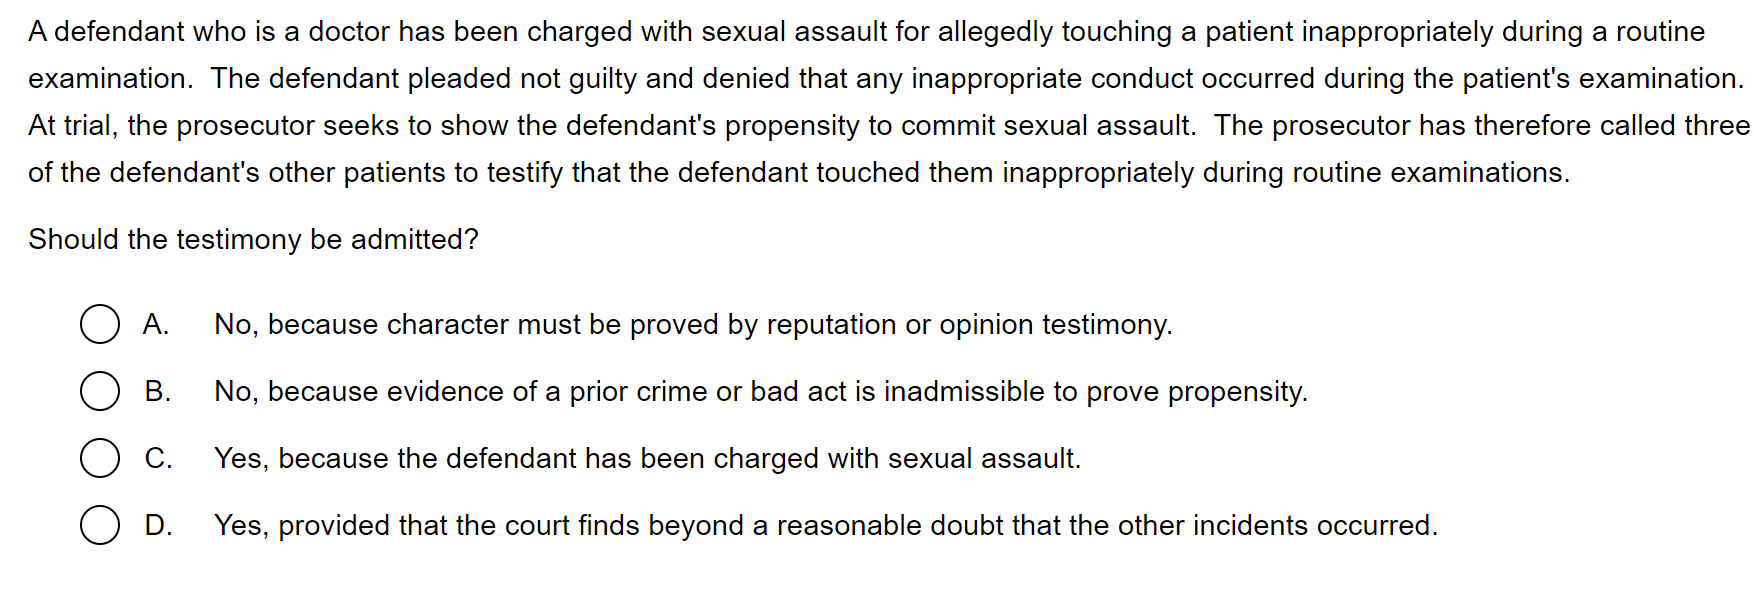 A defendant who is a doctor has been charged with sexual assault for allegedly touching a patient inappropriately during a routine
examination.  The defendant pleaded not guilty and denied that any inappropriate conduct occurred during the patient's examination.
At trial, the prosecutor seeks to show the defendant's propensity to commit sexual assault.  The prosecutor has therefore called three
of the defendant's other patients to testify that the defendant touched them inappropriately during routine examinations.
Should the testimony be admitted?
A. No, because character must be proved by reputation or opinion testimony.
B. No, because evidence of a prior crime or bad act is inadmissible to prove propensity.
C. Yes, because the defendant has been charged with sexual assault.
D. Yes, provided that the court finds beyond a reasonable doubt that the other incidents occurred.